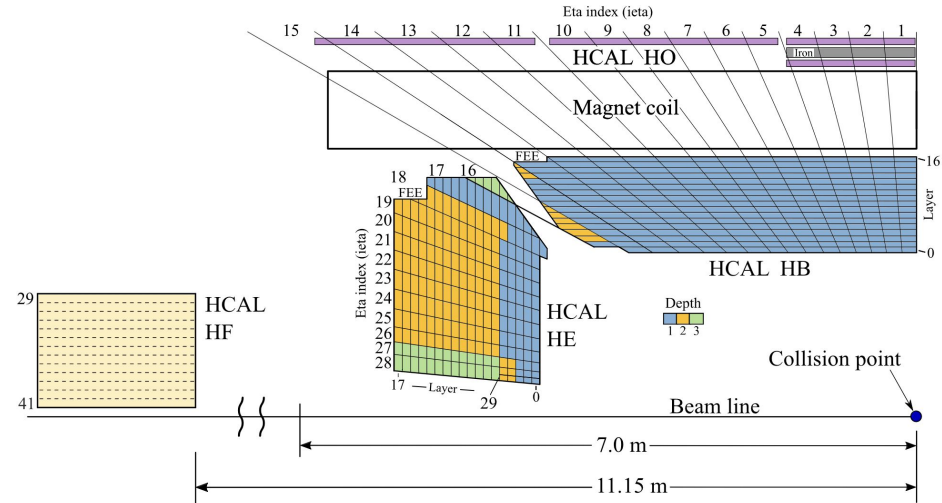 Eta index (ieta)
15 14 13 12 11 10 9 8 7 6 5 4 3 2 1
HCAL HO
Iron
Magnet coil
FEE
16
Layer
0
HCAL HB
18 17 16
FEE
19
20
21
22
23
24
25
26
27
28
Eta index (ieta)
17 Layer 0
29
HCAL
HE
Depth
1 2 3
29
41
HCAL
HF
Collision point
Beam line
7.0 m
11.15 m